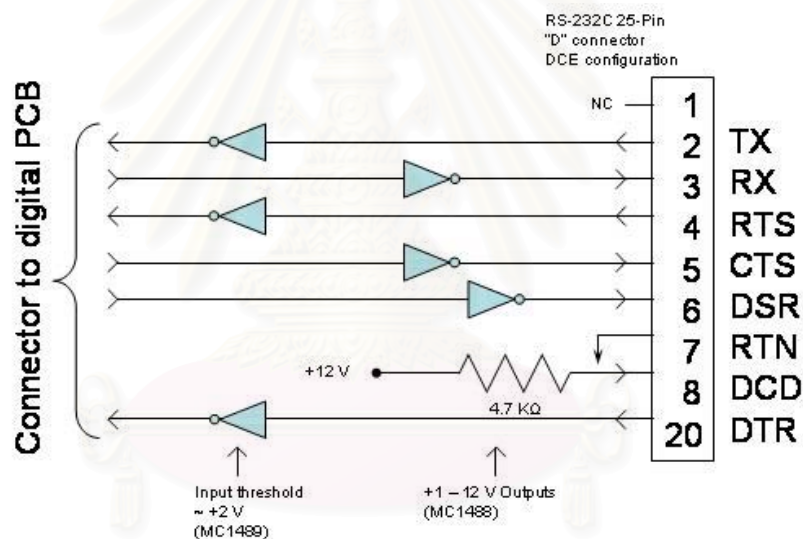 RS-232C 25-Pin
"D" connector
DCE configuration
Connector to digital PCB
NC 1
2 TX
3 RX
4 RTS
5 CTS
6 DSR
7 RTN
+12 V
8 DCD
4.7 KΩ
20 DTR
Input threshold
~ +2 V
(MC1489)
+1 – 12 V Outputs
(MC1488)